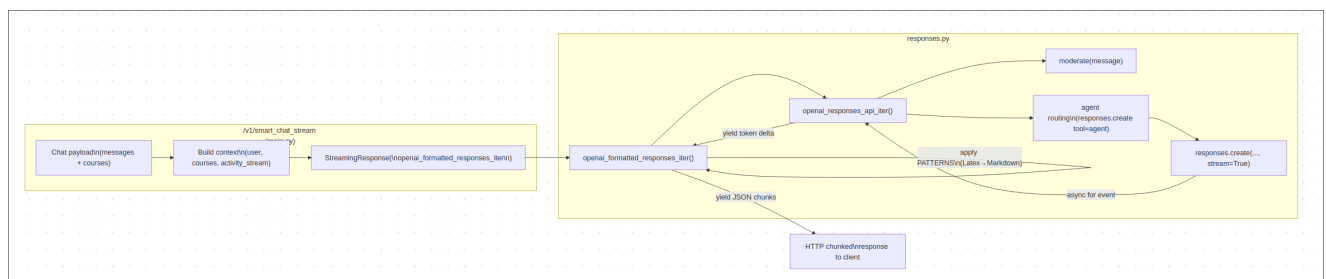 responses.py
moderate(message)
/v1/smart_chat_stream
openai_responses_api_iter()
agent
routing\n(responses.create
tool=agent)
yield token delta
Chat payload\n(messages
+ courses)
Build context\n(user,
courses, activity_stream)
StreamingResponse(\nopenai_formatted_responses_iter\n)
openai_formatted_responses_iter()
apply
PATTERNS\n(Latex→Markdown)
responses.create(...,
stream=True)
yield JSON chunks
async for event
HTTP chunked\nresponse
to client